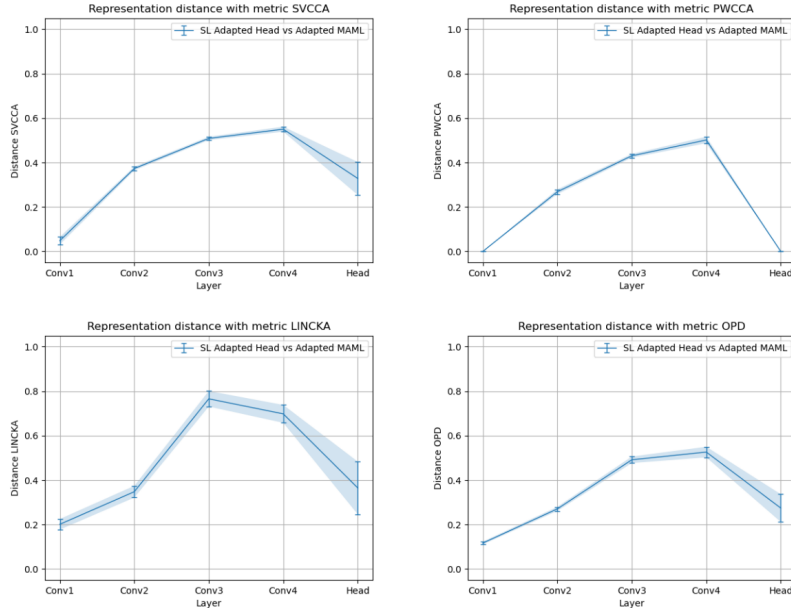 Representation distance with metric SVCCA
SL Adapted Head vs Adapted MAML
1.0
0.8
0.6
0.4
0.2
0.0
Distance SVCCA
Conv1 Conv2 Conv3 Conv4 Head
Layer
Representation distance with metric PWCCA
SL Adapted Head vs Adapted MAML
1.0
0.8
0.6
0.4
0.2
0.0
Distance PWCCA
Conv1 Conv2 Conv3 Conv4 Head
Layer
Representation distance with metric LINCKA
SL Adapted Head vs Adapted MAML
1.0
0.8
0.6
0.4
0.2
0.0
Distance LINCKA
Conv1 Conv2 Conv3 Conv4 Head
Layer
Representation distance with metric OPD
SL Adapted Head vs Adapted MAML
1.0
0.8
0.6
0.4
0.2
0.0
Distance OPD
Conv1 Conv2 Conv3 Conv4 Head
Layer